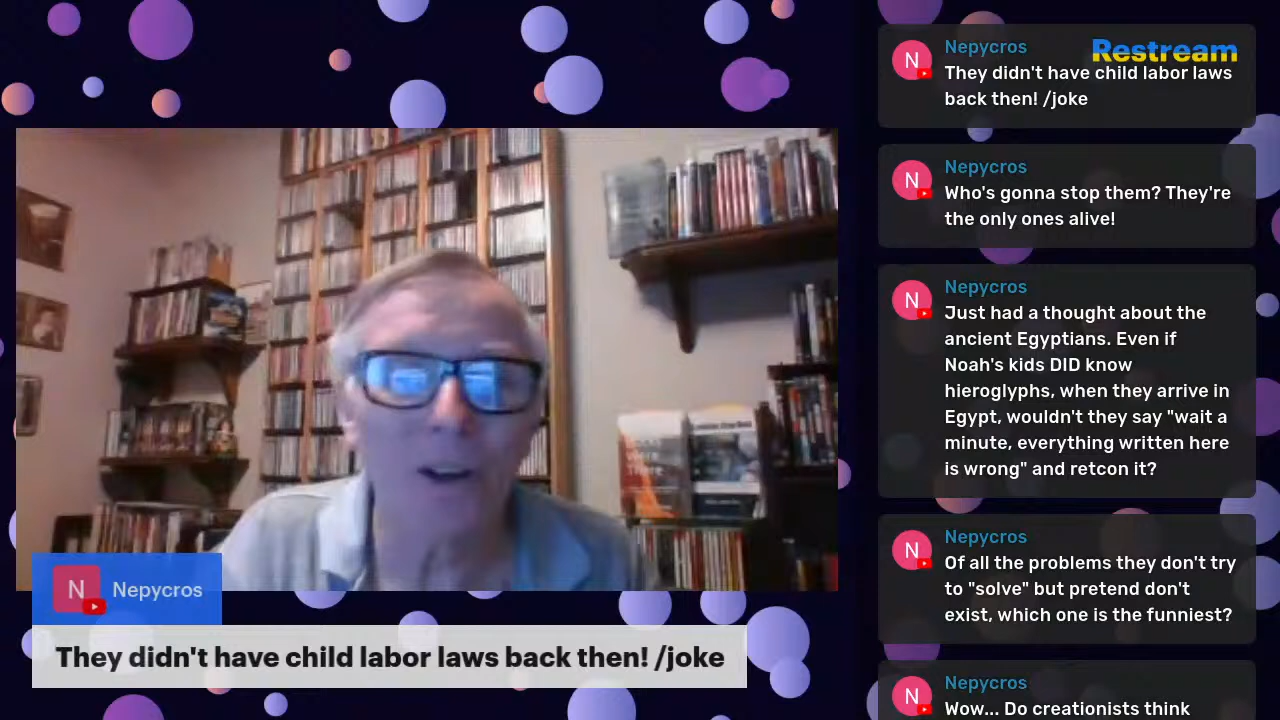 Restream
N
Nepycros
They didn't have child labor laws
back then! /joke
N
Nepycros
Who's gonna stop them? They're
the only ones alive!
N
Nepycros
Just had a thought about the
ancient Egyptians. Even if
Noah's kids DID know
hieroglyphs, when they arrive in
Egypt, wouldn't they say "wait a
minute, everything written here
is wrong" and retcon it?
N
Nepycros
Of all the problems they don't try
to "solve" but pretend don't
exist, which one is the funniest?
N
Nepycros
Wow... Do creationists think
N
Nepycros
They didn't have child labor laws back then! /joke